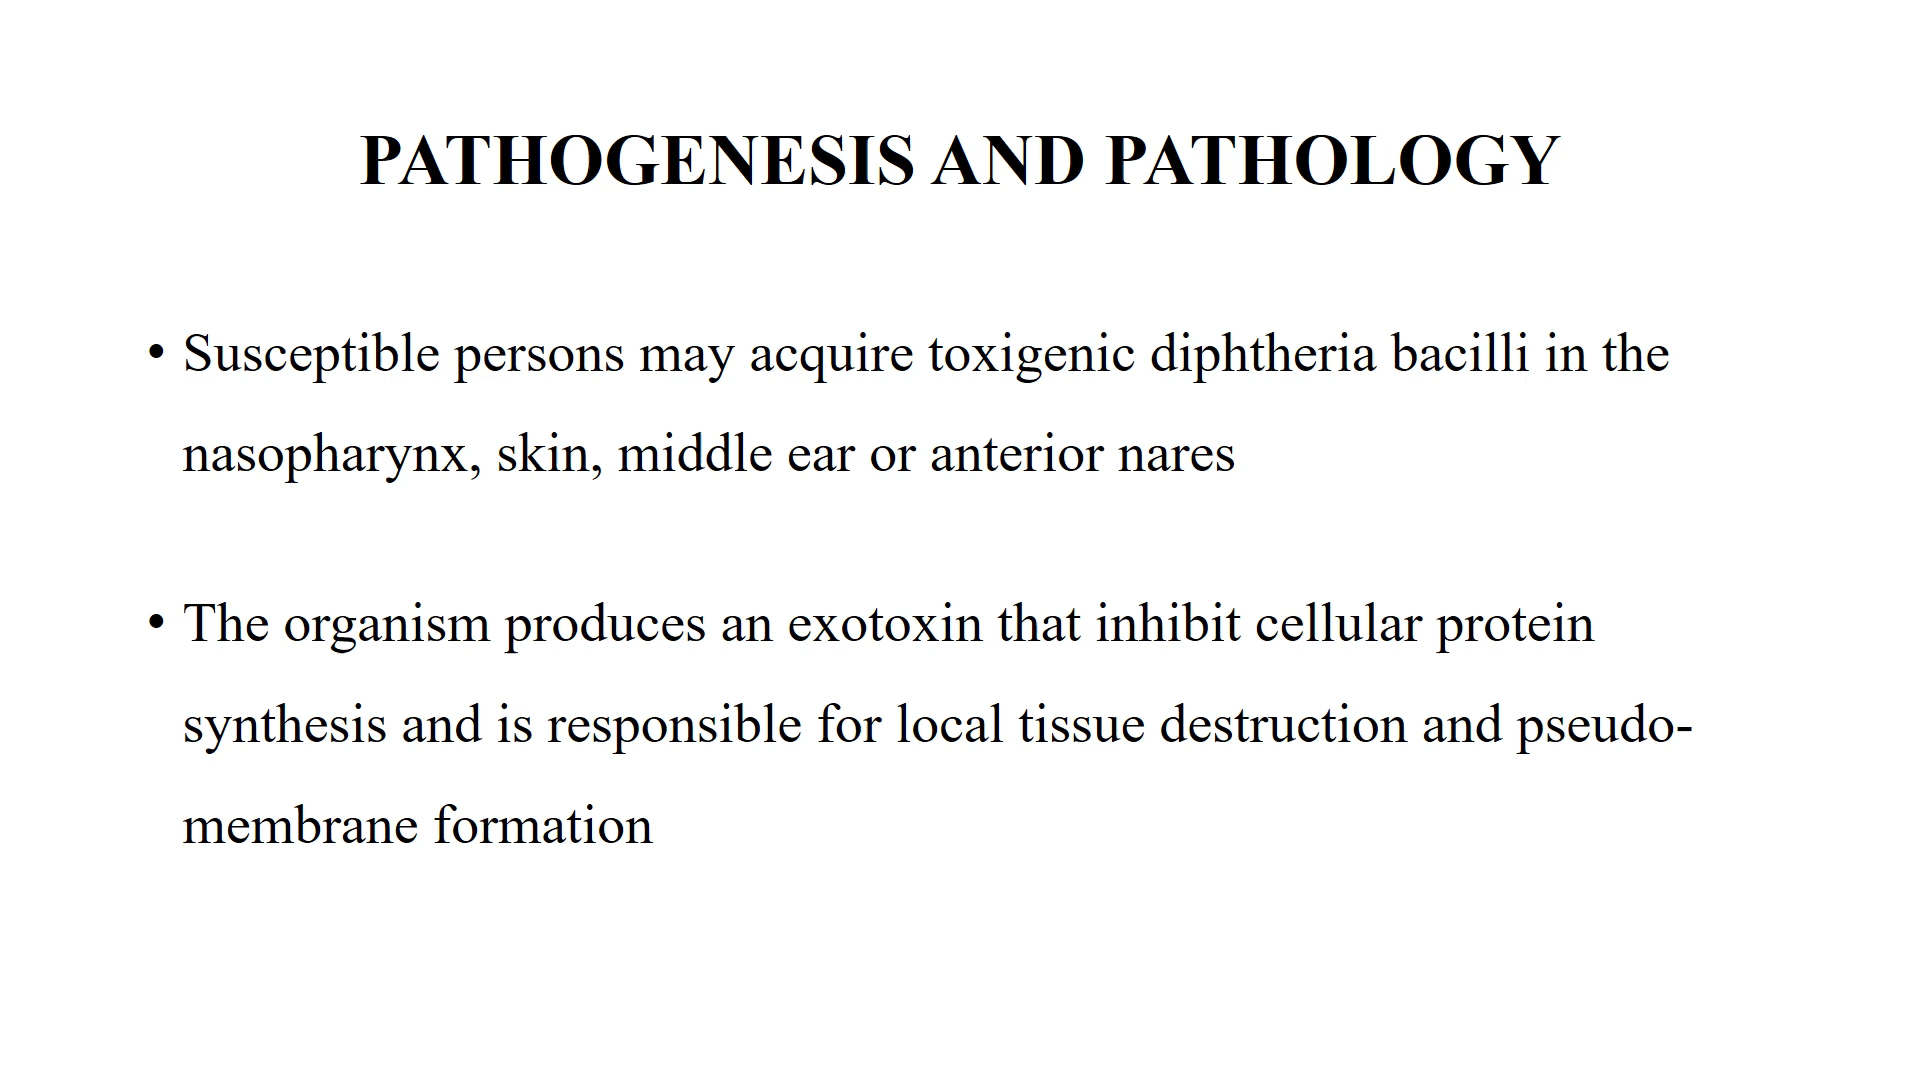 PATHOGENESIS AND PATHOLOGY
• Susceptible persons may acquire toxigenic diphtheria bacilli in the
nasopharynx, skin, middle ear or anterior nares
• The organism produces an exotoxin that inhibit cellular protein
synthesis and is responsible for local tissue destruction and pseudo-
membrane formation